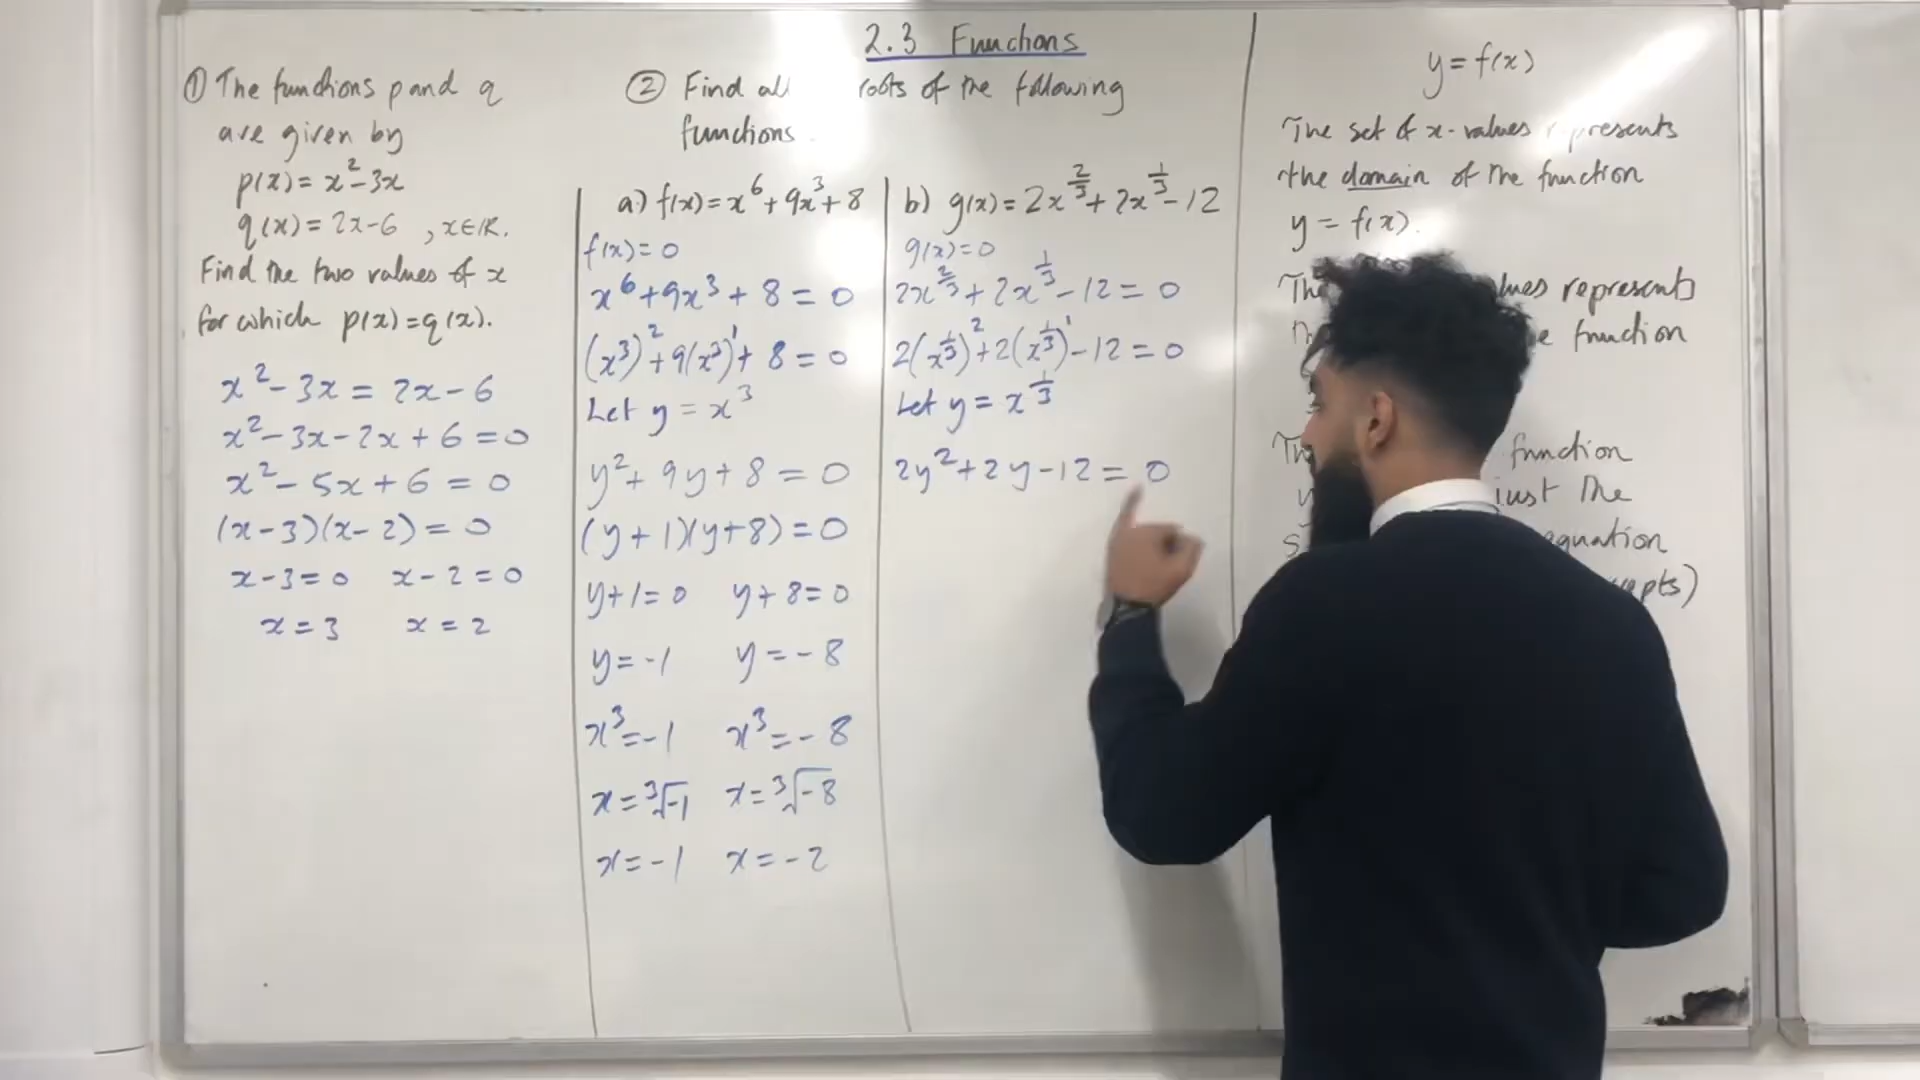 2.3 Functions
① The functions p and q
are given by
p(x) = x² - 3x
q(x) = 2x - 6 , x∈ℝ.
Find the two values of x
for which p(x) = q(x).
x² - 3x = 2x - 6
x² - 3x - 2x + 6 = 0
x² - 5x + 6 = 0
(x - 3)(x - 2) = 0
x - 3 = 0 x - 2 = 0
x = 3 x = 2
② Find all roots of the following
functions.
a) f(x) = x⁶ + 9x³ + 8
f(x) = 0
x⁶ + 9x³ + 8 = 0
(x³)² + 9(x³)¹ + 8 = 0
Let y = x³
y² + 9y + 8 = 0
(y + 1)(y + 8) = 0
y + 1 = 0 y + 8 = 0
y = -1 y = -8
x³ = -1 x³ = -8
x = ³√-1 x = ³√-8
x = -1 x = -2
b) g(x) = 2x^(2/3) + 2x^(1/3) - 12
g(x) = 0
2x^(2/3) + 2x^(1/3) - 12 = 0
2(x^(1/3))² + 2(x^(1/3))¹ - 12 = 0
Let y = x^(1/3)
2y² + 2y - 12 = 0
y = f(x)
The set of x-values represents
the domain of the function
y = f(x).
represents
function
function
just the
equation